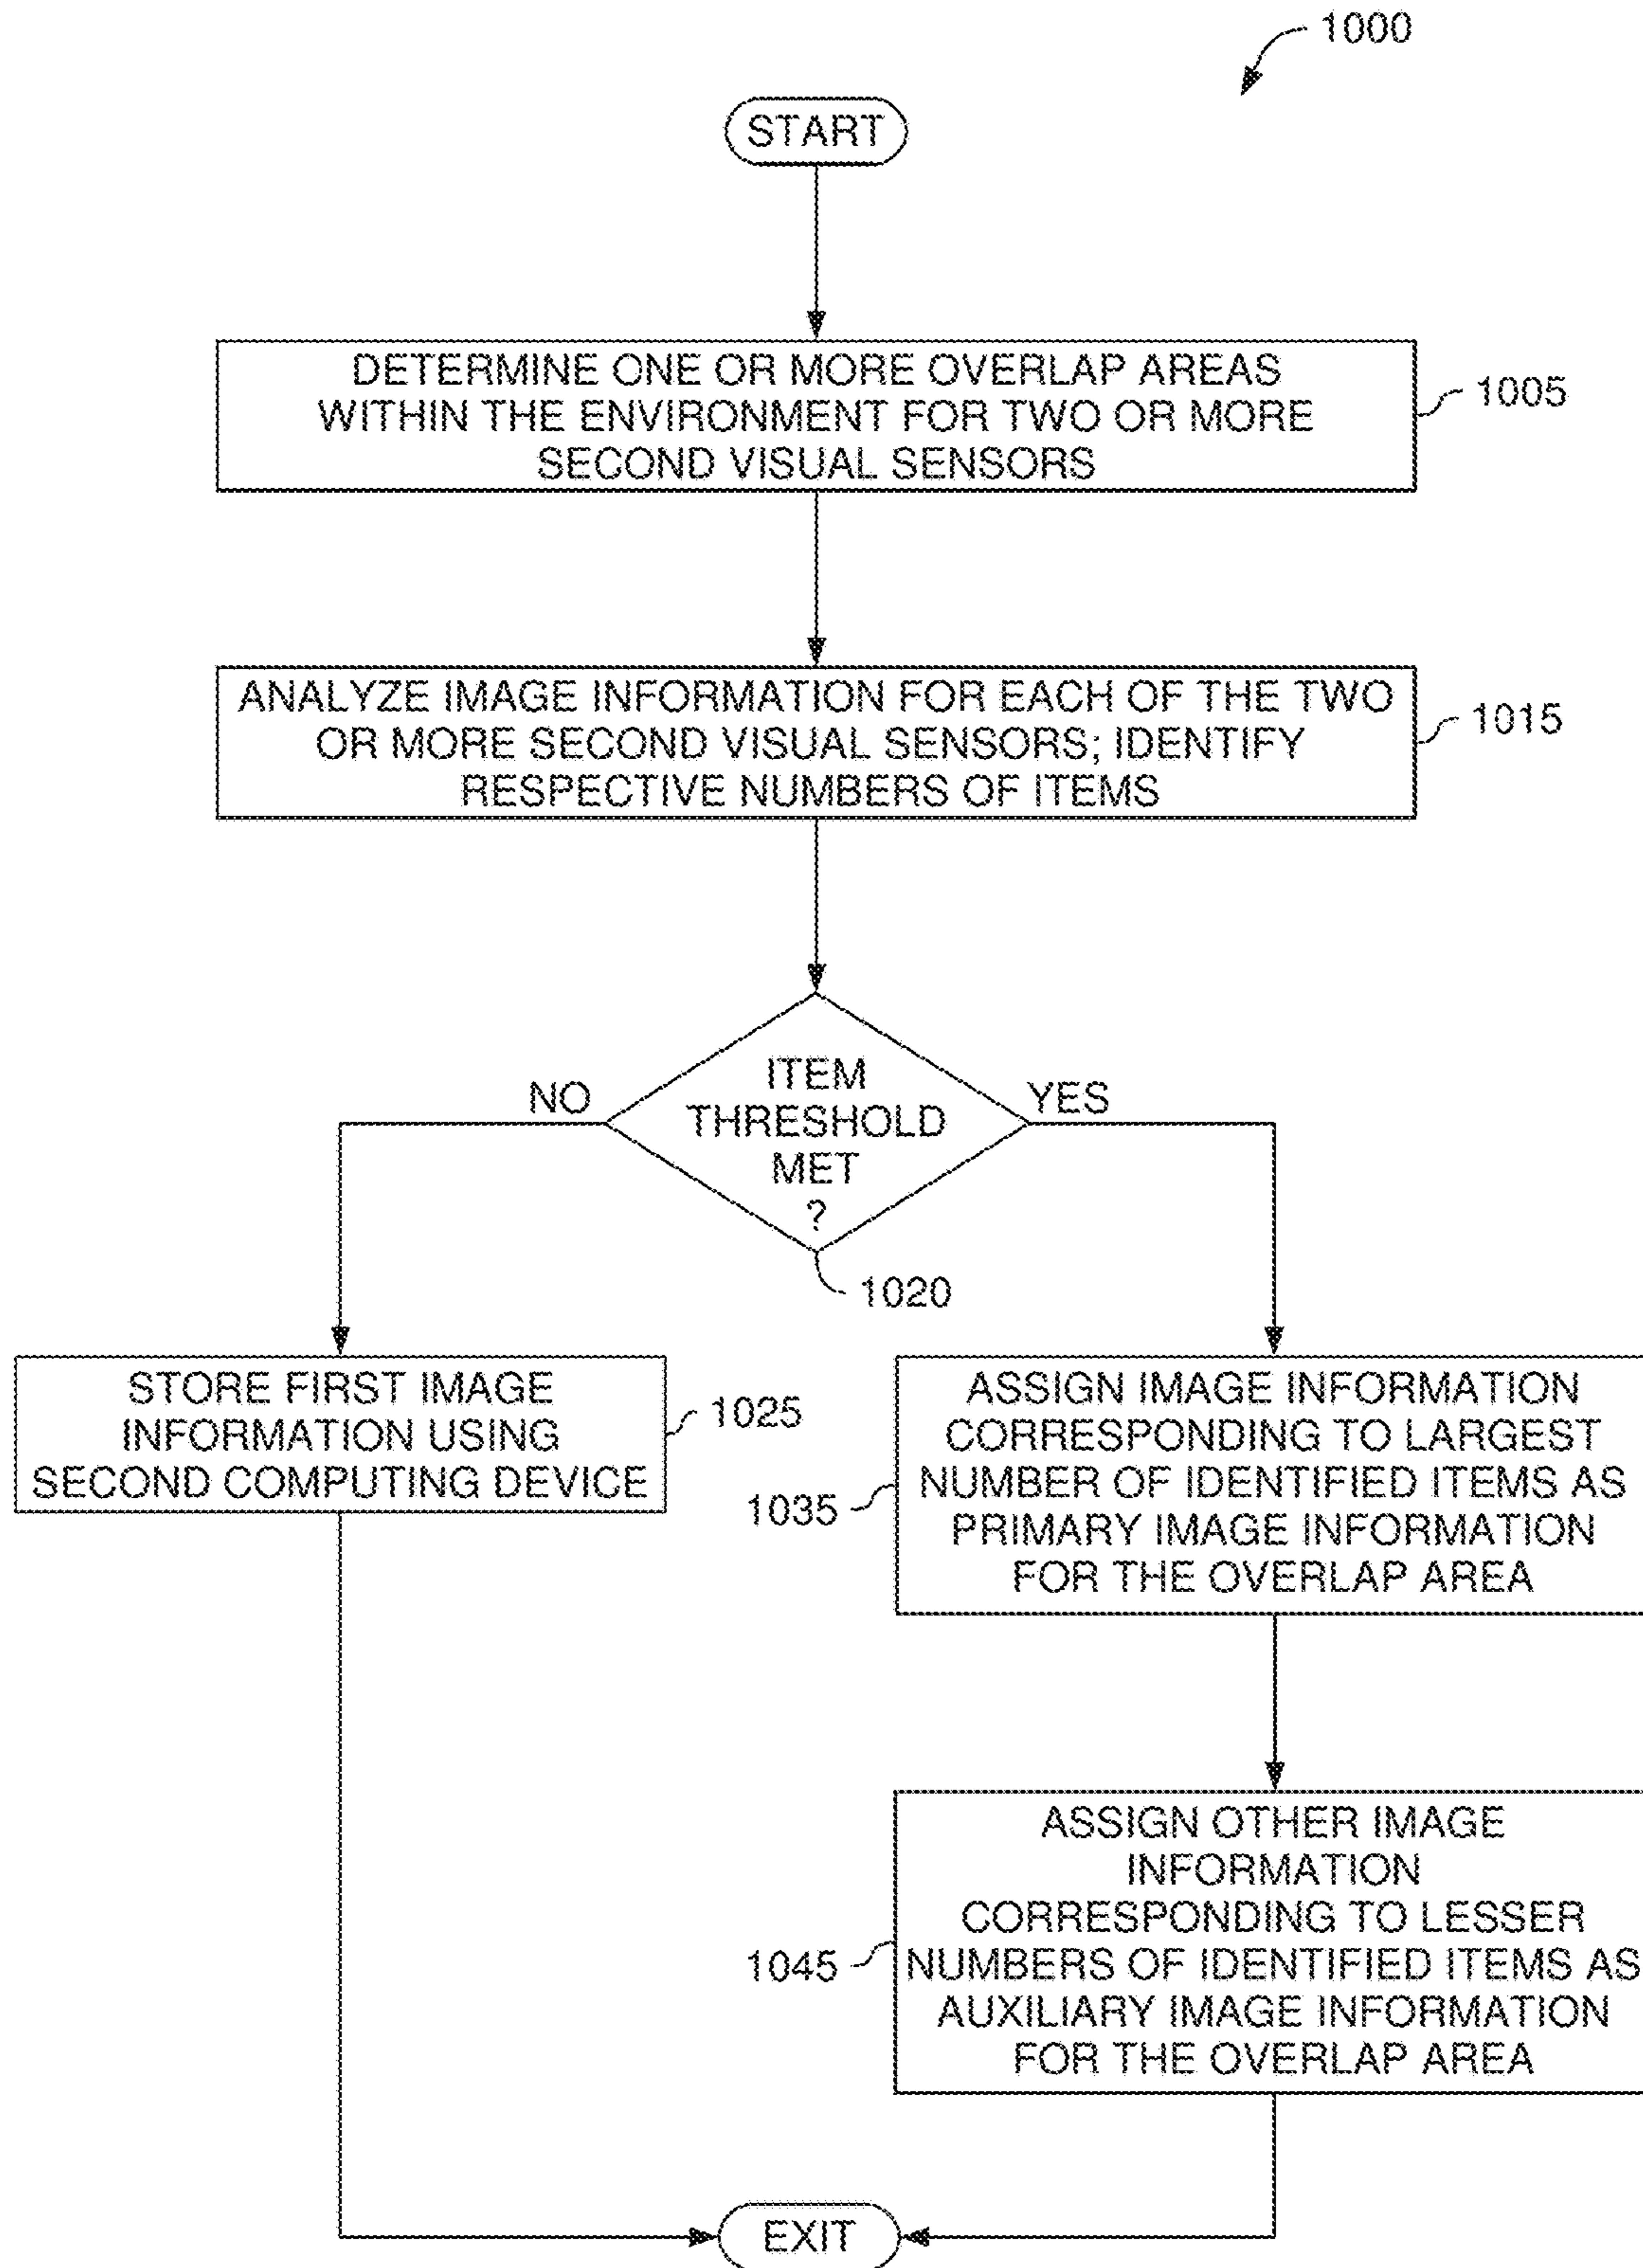 1000
START
DETERMINE ONE OR MORE OVERLAP AREAS
WITHIN THE ENVIRONMENT FOR TWO OR MORE
SECOND VISUAL SENSORS
1005
ANALYZE IMAGE INFORMATION FOR EACH OF THE TWO
OR MORE SECOND VISUAL SENSORS; IDENTIFY
RESPECTIVE NUMBERS OF ITEMS
1015
NO
ITEM
THRESHOLD
MET
?
YES
1020
STORE FIRST IMAGE
INFORMATION USING
SECOND COMPUTING DEVICE
1025
ASSIGN IMAGE INFORMATION
CORRESPONDING TO LARGEST
NUMBER OF IDENTIFIED ITEMS AS
PRIMARY IMAGE INFORMATION
FOR THE OVERLAP AREA
1035
ASSIGN OTHER IMAGE
INFORMATION
CORRESPONDING TO LESSER
NUMBERS OF IDENTIFIED ITEMS AS
AUXILIARY IMAGE INFORMATION
FOR THE OVERLAP AREA
1045
EXIT